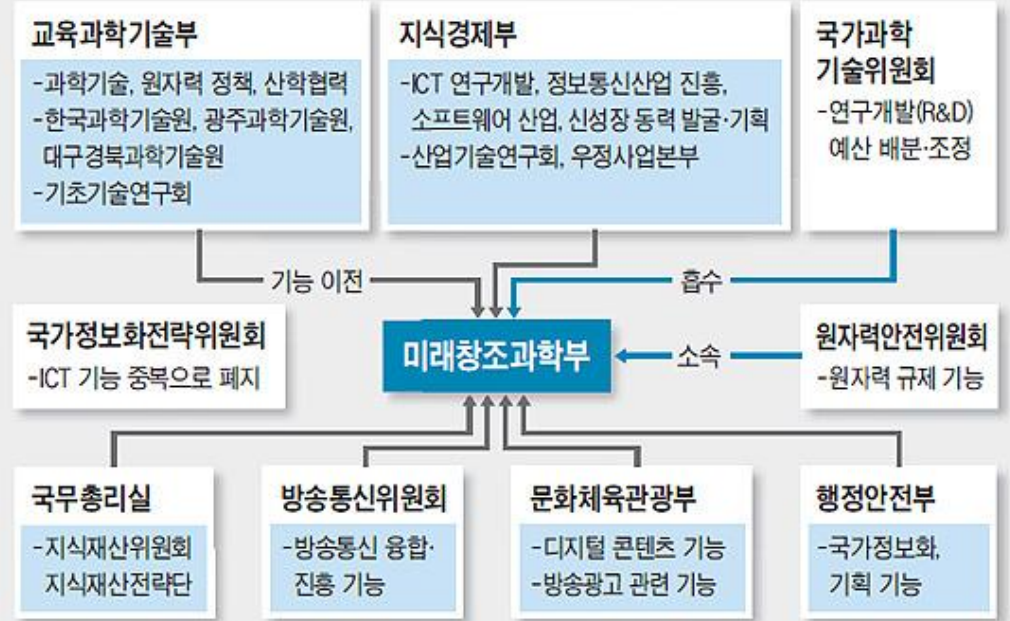 교육과학기술부
-과학기술, 원자력 정책, 산학협력
-한국과학기술원, 광주과학기술원,
대구경북과학기술원
-기초기술연구회
지식경제부
-ICT 연구개발, 정보통신산업 진흥,
소프트웨어 산업, 신성장 동력 발굴·기획
-산업기술연구회, 우정사업본부
국가과학
기술위원회
-연구개발(R&D)
예산 배분·조정
기능 이전
흡수
국가정보화전략위원회
-ICT 기능 중복으로 폐지
미래창조과학부
소속
원자력안전위원회
-원자력 규제 기능
국무총리실
-지식재산위원회
지식재산전략단
방송통신위원회
-방송통신 융합·
진흥 기능
문화체육관광부
-디지털 콘텐츠 기능
-방송광고 관련 기능
행정안전부
-국가정보화,
기획 기능